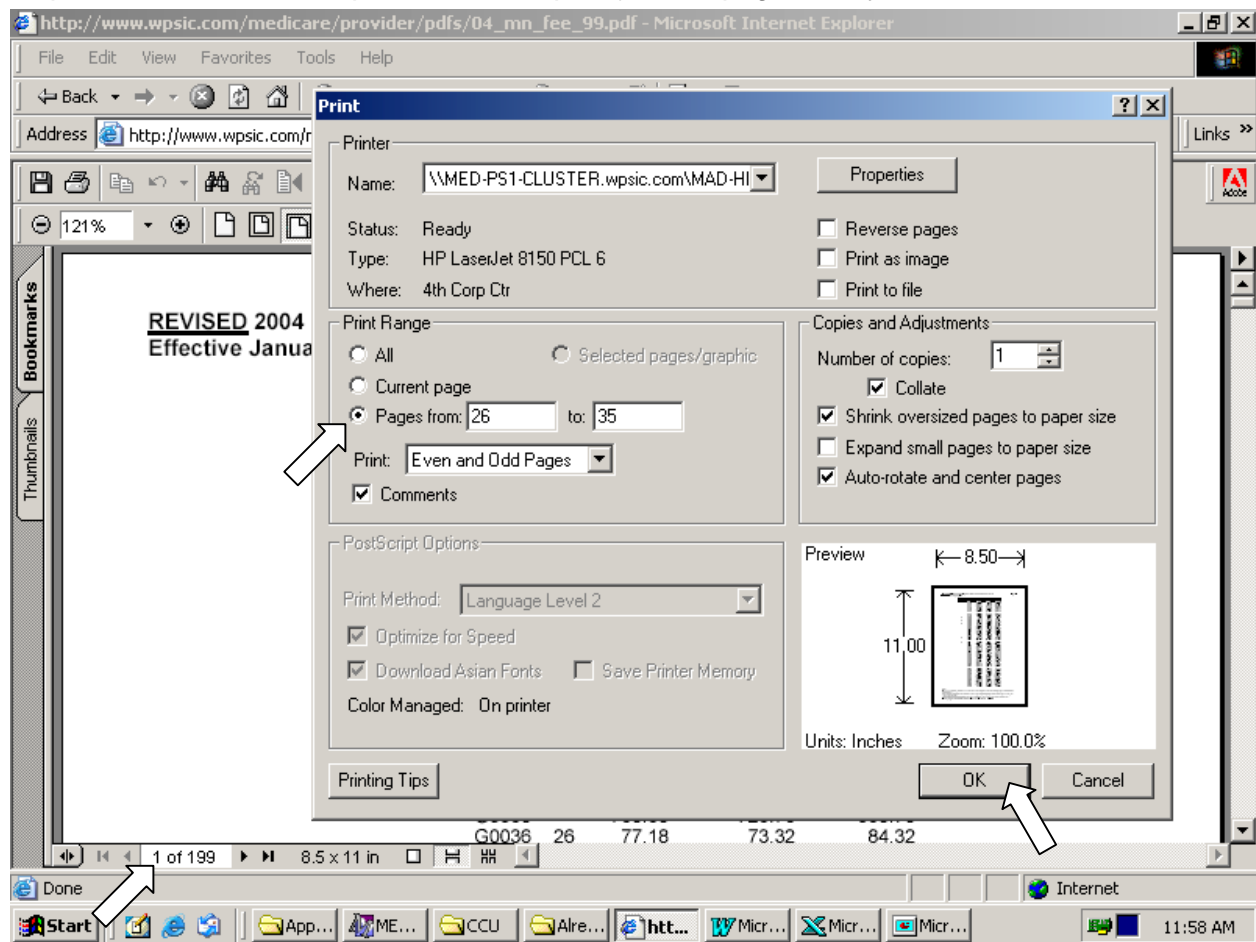 http://www.wpsic.com/medicare/provider/pdfs/04_mn_fee_99.pdf - Microsoft Internet Explorer
File Edit View Favorites Tools Help
Back
Address http://www.wpsic.com/ Links »
Print
Printer
Name: \\MED-PS1-CLUSTER.wpsic.com\MAD-HI Properties
Status: Ready Reverse pages
Type: HP LaserJet 8150 PCL 6 Print as image
Where: 4th Corp Ctr Print to file
Adobe
121%
Bookmarks
Thumbnails
REVISED 2004
Effective Janua
Print Range
All Selected pages/graphic
Current page
Pages from: 26 to: 35
Print: Even and Odd Pages
Comments
Copies and Adjustments
Number of copies: 1
Collate
Shrink oversized pages to paper size
Expand small pages to paper size
Auto-rotate and center pages
PostScript Options
Print Method: Language Level 2
Optimize for Speed
Download Asian Fonts Save Printer Memory
Color Managed: On printer
Preview
8.50
11.00
Units: Inches Zoom: 100.0%
Printing Tips OK Cancel
G0036 26 77.18 73.32 84.32
1 of 199 8.5 x 11 in
Done Internet
Start App... ME... CCU Alre... htt... Micr... Micr... Micr... 11:58 AM